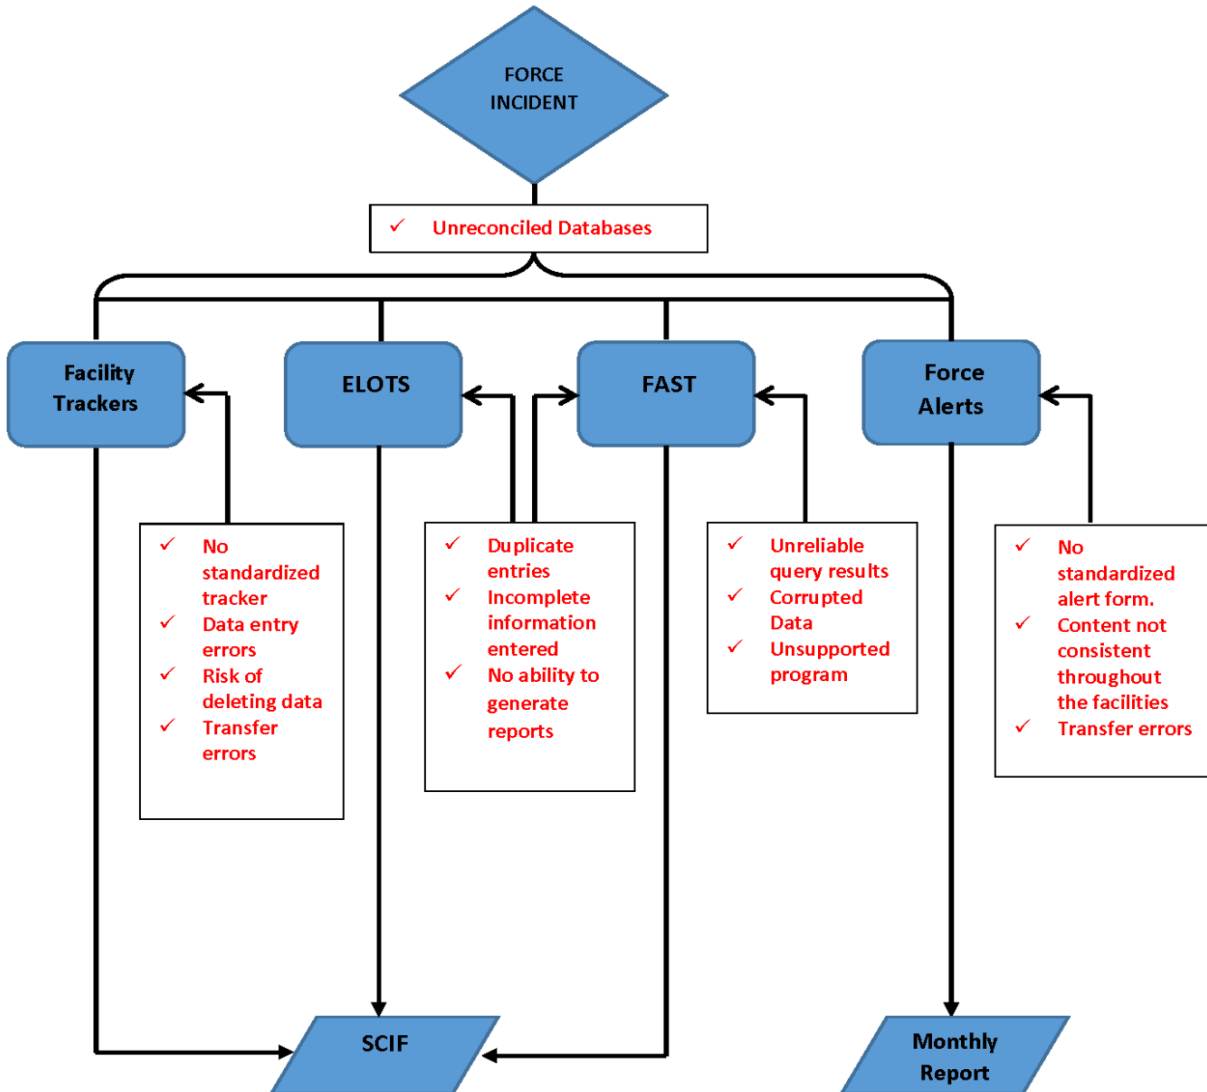 FORCE
INCIDENT
✓ Unreconciled Databases
Facility
Trackers
ELOTS
FAST
Force
Alerts
✓ No
standardized
tracker
✓ Data entry
errors
✓ Risk of
deleting data
✓ Transfer
errors
✓ Duplicate
entries
✓ Incomplete
information
entered
✓ No ability to
generate
reports
✓ Unreliable
query results
✓ Corrupted
Data
✓ Unsupported
program
✓ No
standardized
alert form.
✓ Content not
consistent
throughout
the facilities
✓ Transfer errors
SCIF
Monthly
Report